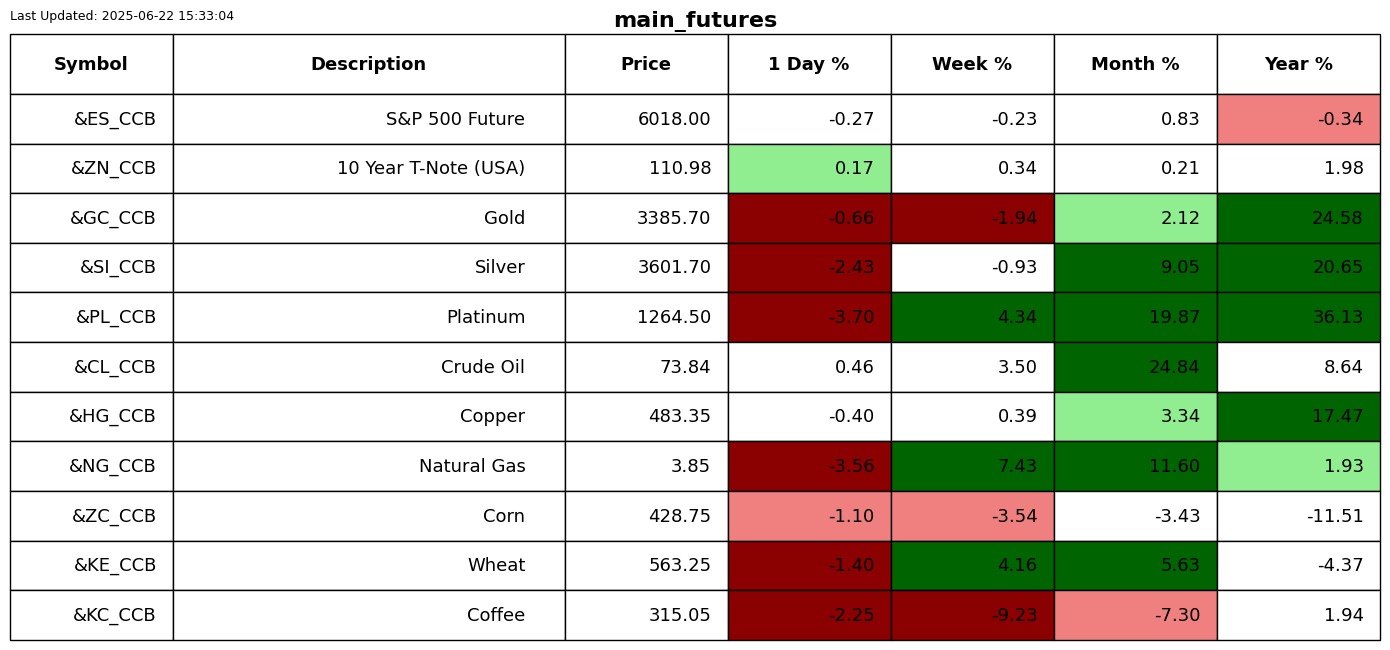 Last Updated: 2025-06-22 15:33:04
main_futures
Symbol Description Price 1 Day % Week % Month % Year %
&ES_CCB S&P 500 Future 6018.00 -0.27 -0.23 0.83 -0.34
&ZN_CCB 10 Year T-Note (USA) 110.98 0.17 0.34 0.21 1.98
&GC_CCB Gold 3385.70 -0.66 -1.94 2.12 24.58
&SI_CCB Silver 3601.70 -2.43 -0.93 9.05 20.65
&PL_CCB Platinum 1264.50 -3.70 4.34 19.87 36.13
&CL_CCB Crude Oil 73.84 0.46 3.50 24.84 8.64
&HG_CCB Copper 483.35 -0.40 0.39 3.34 17.47
&NG_CCB Natural Gas 3.85 -3.56 7.43 11.60 1.93
&ZC_CCB Corn 428.75 -1.10 -3.54 -3.43 -11.51
&KE_CCB Wheat 563.25 -1.40 4.16 5.63 -4.37
&KC_CCB Coffee 315.05 -2.25 -9.23 -7.30 1.94